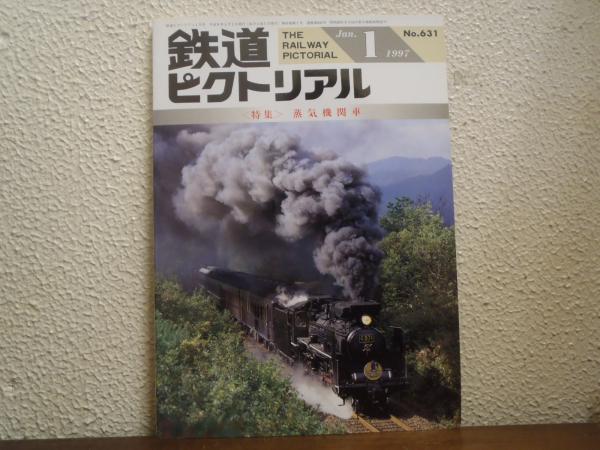 鉄道
ピクトリアル
THE
RAILWAY
PICTORIAL
Jan.
1
1997
No.631
<特集> 蒸気機関車